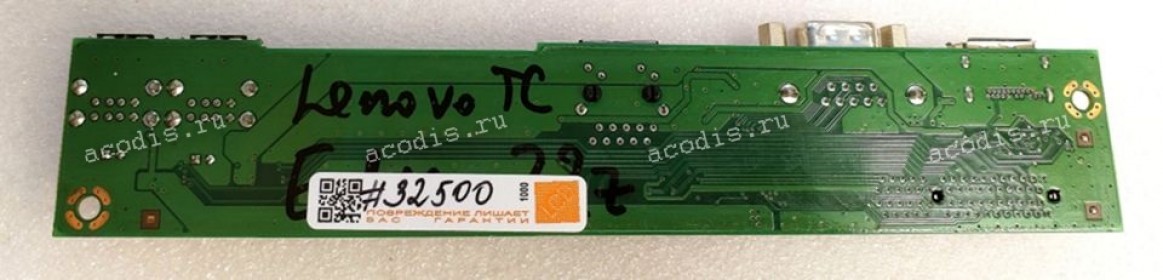 Lenovo TC
acodis.ru
acodis.ru
acodis.ru
acodis.ru
#32500
1000
ПОВРЕЖДЕНИЕ ЛИШАЕТ
ВАС ГАРАНТИИ